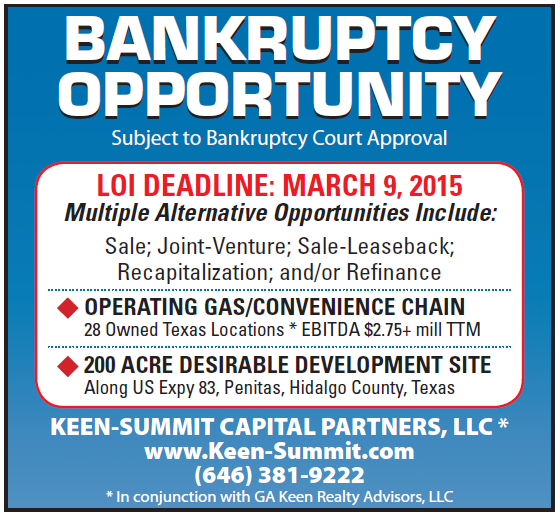 BANKRUPTCY
OPPORTUNITY
Subject to Bankruptcy Court Approval
LOI DEADLINE: MARCH 9, 2015
Multiple Alternative Opportunities Include:
Sale; Joint-Venture; Sale-Leaseback;
Recapitalization; and/or Refinance
OPERATING GAS/CONVENIENCE CHAIN
28 Owned Texas Locations * EBITDA $2.75+ mill TTM
200 ACRE DESIRABLE DEVELOPMENT SITE
Along US Expy 83, Penitas, Hidalgo County, Texas
KEEN-SUMMIT CAPITAL PARTNERS, LLC *
www.Keen-Summit.com
(646) 381-9222
* In conjunction with GA Keen Realty Advisors, LLC